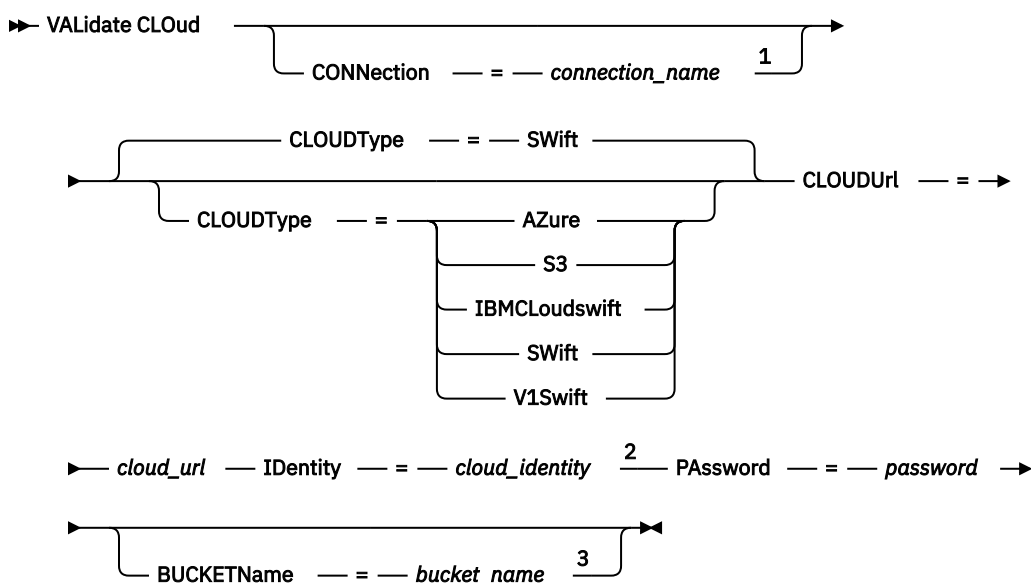 VALidate CLOud
CONNection = connection_name 1
CLOUDType = SWift
CLOUDUrl =
CLOUDType = AZure
S3
IBMCLoudswift
SWift
V1Swift
cloud_url IDentity = cloud_identity 2 PAssword = password
BUCKETName = bucket_name 3